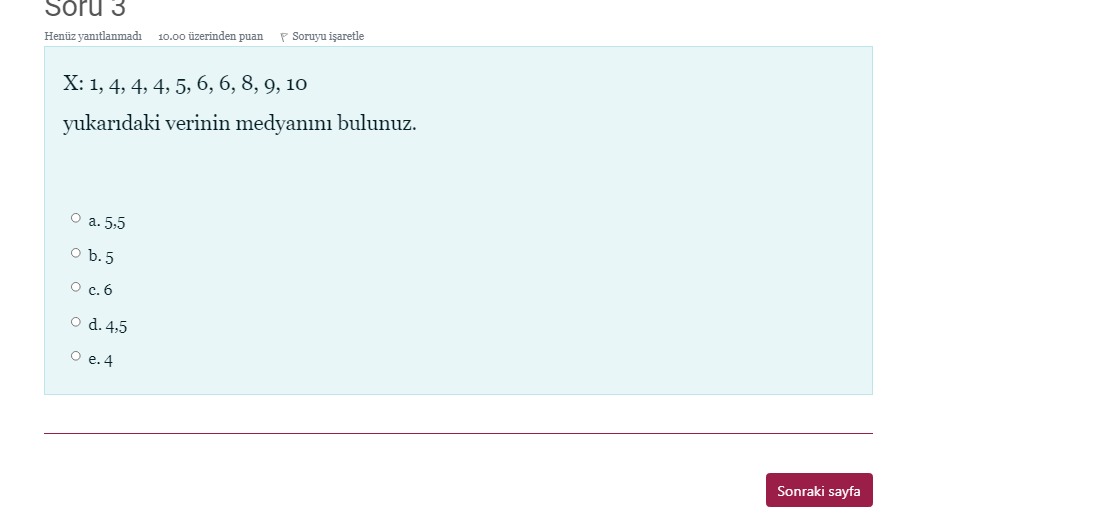 Soru 3
Henüz yanıtlanmadı 10.00 üzerinden puan Soruyu işaretle
X: 1, 4, 4, 4, 5, 6, 6, 8, 9, 10
yukarıdaki verinin medyanını bulunuz.
a. 5,5
b. 5
c. 6
d. 4,5
e. 4
Sonraki sayfa